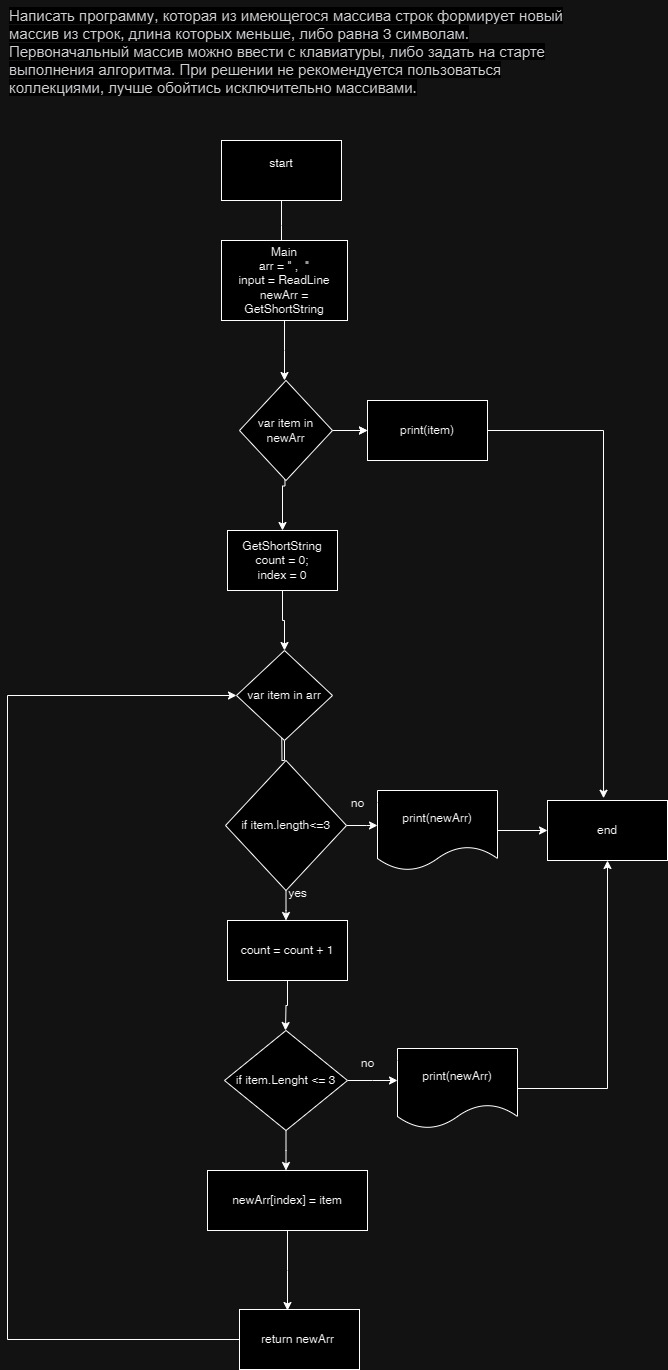 Написать программу, которая из имеющегося массива строк формирует новый
массив из строк, длина которых меньше, либо равна 3 символам.
Первоначальный массив можно ввести с клавиатуры, либо задать на старте
выполнения алгоритма. При решении не рекомендуется пользоваться
коллекциями, лучше обойтись исключительно массивами.
start
Main
arr = " , "
input = ReadLine
newArr =
GetShortString
var item in
newArr
print(item)
GetShortString
count = 0;
index = 0
var item in arr
if item.length<=3
no
print(newArr)
end
yes
count = count + 1
if item.Lenght <= 3
no
print(newArr)
newArr[index] = item
return newArr